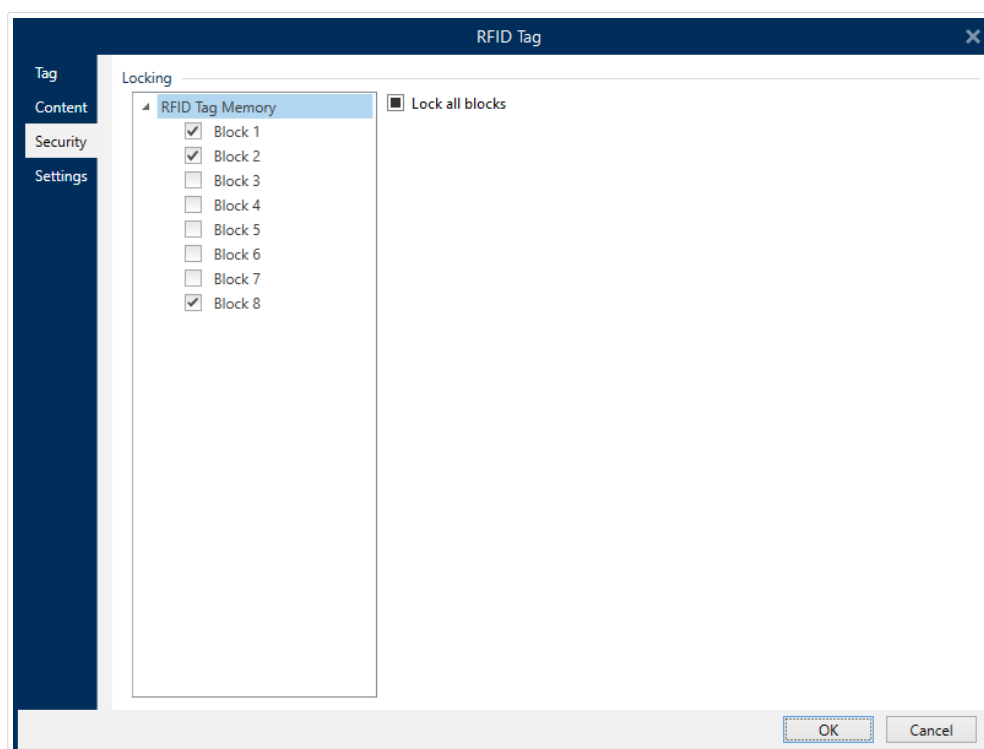 RFID Tag
Tag
Content
Security
Settings
Locking
RFID Tag Memory
Block 1
Block 2
Block 3
Block 4
Block 5
Block 6
Block 7
Block 8
Lock all blocks
OK
Cancel